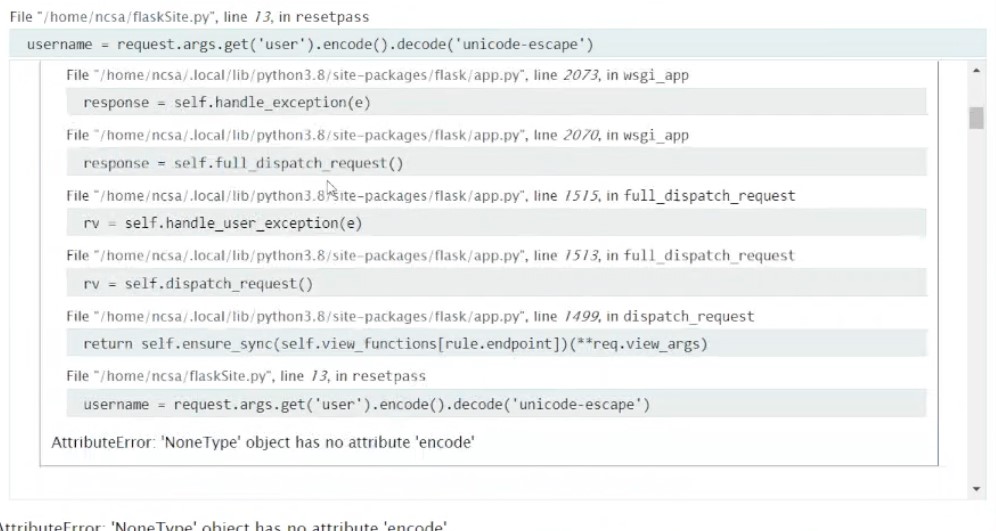 File "/home/ncsa/flaskSite.py", line 13, in resetpass
username = request.args.get('user').encode().decode('unicode-escape')
File "/home/ncsa/.local/lib/python3.8/site-packages/flask/app.py", line 2073, in wsgi_app
response = self.handle_exception(e)
File "/home/ncsa/.local/lib/python3.8/site-packages/flask/app.py", line 2070, in wsgi_app
response = self.full_dispatch_request()
File "/home/ncsa/.local/lib/python3.8/site-packages/flask/app.py", line 1515, in full_dispatch_request
rv = self.handle_user_exception(e)
File "/home/ncsa/.local/lib/python3.8/site-packages/flask/app.py", line 1513, in full_dispatch_request
rv = self.dispatch_request()
File "/home/ncsa/.local/lib/python3.8/site-packages/flask/app.py", line 1499, in dispatch_request
return self.ensure_sync(self.view_functions[rule.endpoint])(**req.view_args)
File "/home/ncsa/flaskSite.py", line 13, in resetpass
username = request.args.get('user').encode().decode('unicode-escape')
AttributeError: 'NoneType' object has no attribute 'encode'
AttributeError: 'NoneType' object has no attribute 'encode'